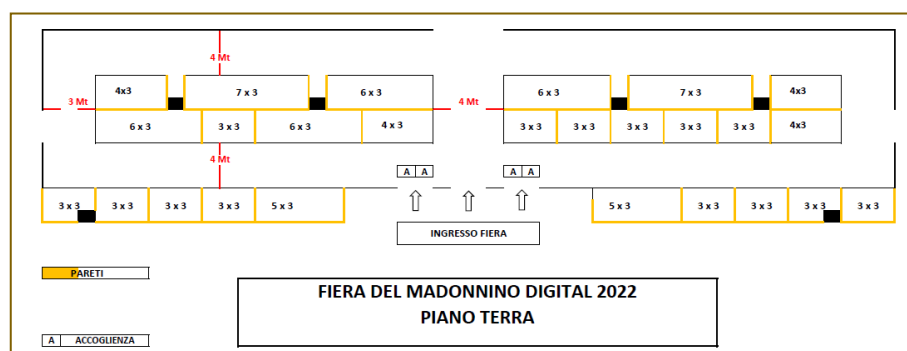 4 Mt
4x3
7 x 3
6 x 3
6 x 3
7 x 3
4x3
3 Mt
4 Mt
6 x 3
3 x 3
6 x 3
4 x 3
3 x 3
3 x 3
3 x 3
3 x 3
3 x 3
4x3
4 Mt
A A
A A
3 x 3
3 x 3
3 x 3
3 x 3
5 x 3
5 x 3
3 x 3
3 x 3
3 x 3
3 x 3
INGRESSO FIERA
PARETI
FIERA DEL MADONNINO DIGITAL 2022
PIANO TERRA
A ACCOGLIENZA